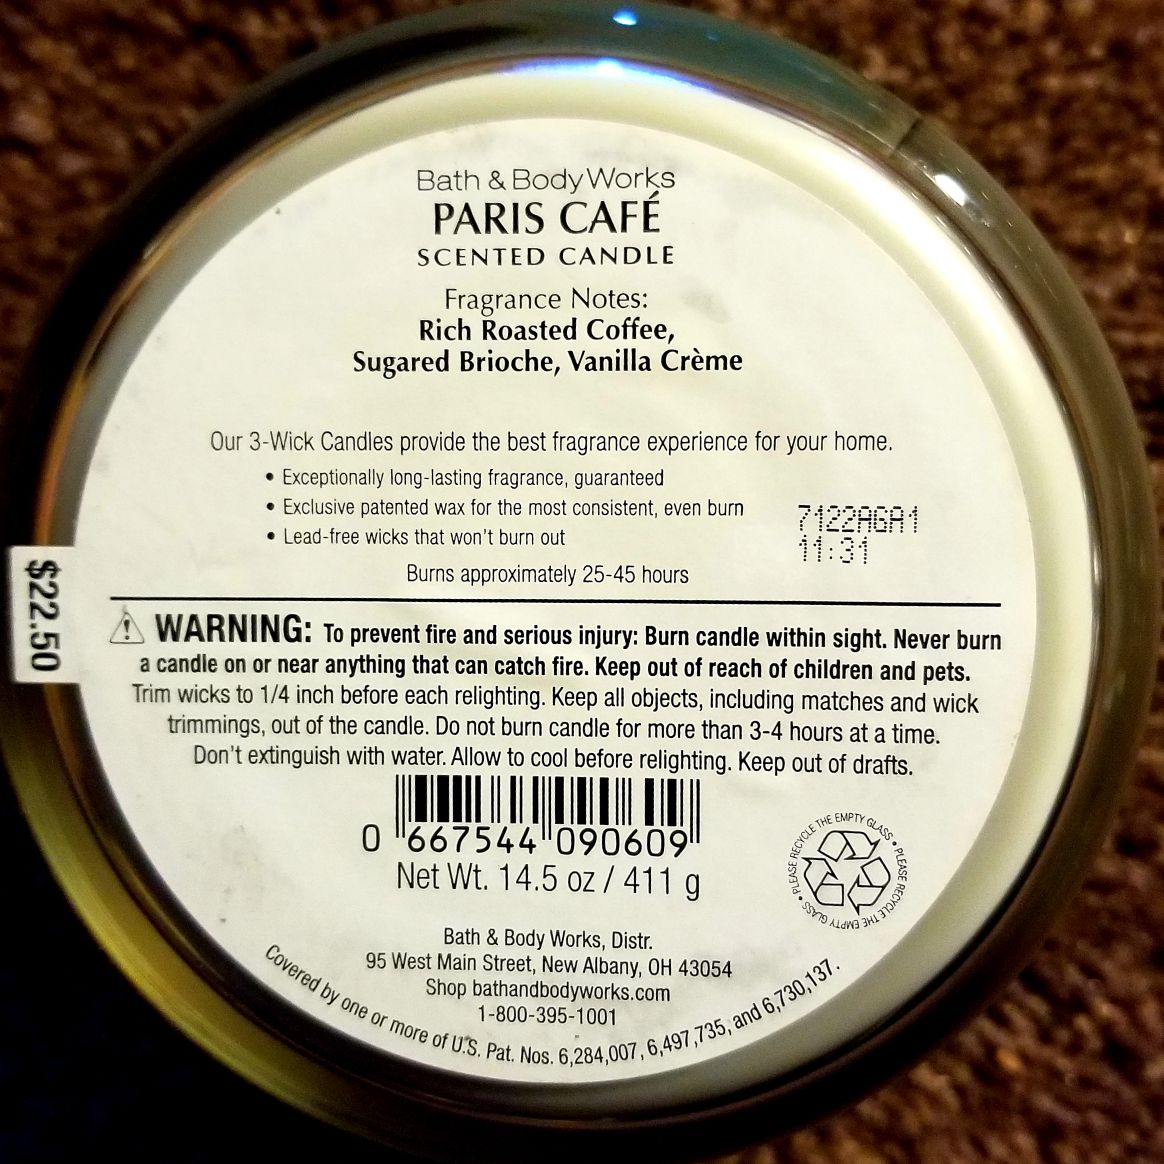 Bath & Body Works
PARIS CAFÉ
SCENTED CANDLE
Fragrance Notes:
Rich Roasted Coffee,
Sugared Brioche, Vanilla Crème
Our 3-Wick Candles provide the best fragrance experience for your home.
• Exceptionally long-lasting fragrance, guaranteed
• Exclusive patented wax for the most consistent, even burn
• Lead-free wicks that won't burn out
7122AGA1
11:31
Burns approximately 25-45 hours
$22.50
WARNING: To prevent fire and serious injury: Burn candle within sight. Never burn
a candle on or near anything that can catch fire. Keep out of reach of children and pets.
Trim wicks to 1/4 inch before each relighting. Keep all objects, including matches and wick
trimmings, out of the candle. Do not burn candle for more than 3-4 hours at a time.
Don't extinguish with water. Allow to cool before relighting. Keep out of drafts.
0 667544 090609
Net Wt. 14.5 oz / 411 g
PLEASE RECYCLE THE EMPTY GLASS • PLEASE RECYCLE THE EMPTY GLASS •
Bath & Body Works, Distr.
95 West Main Street, New Albany, OH 43054
Shop bathandbodyworks.com
1-800-395-1001
Covered by one or more of U.S. Pat. Nos. 6,284,007, 6,497,735, and 6,730,137.